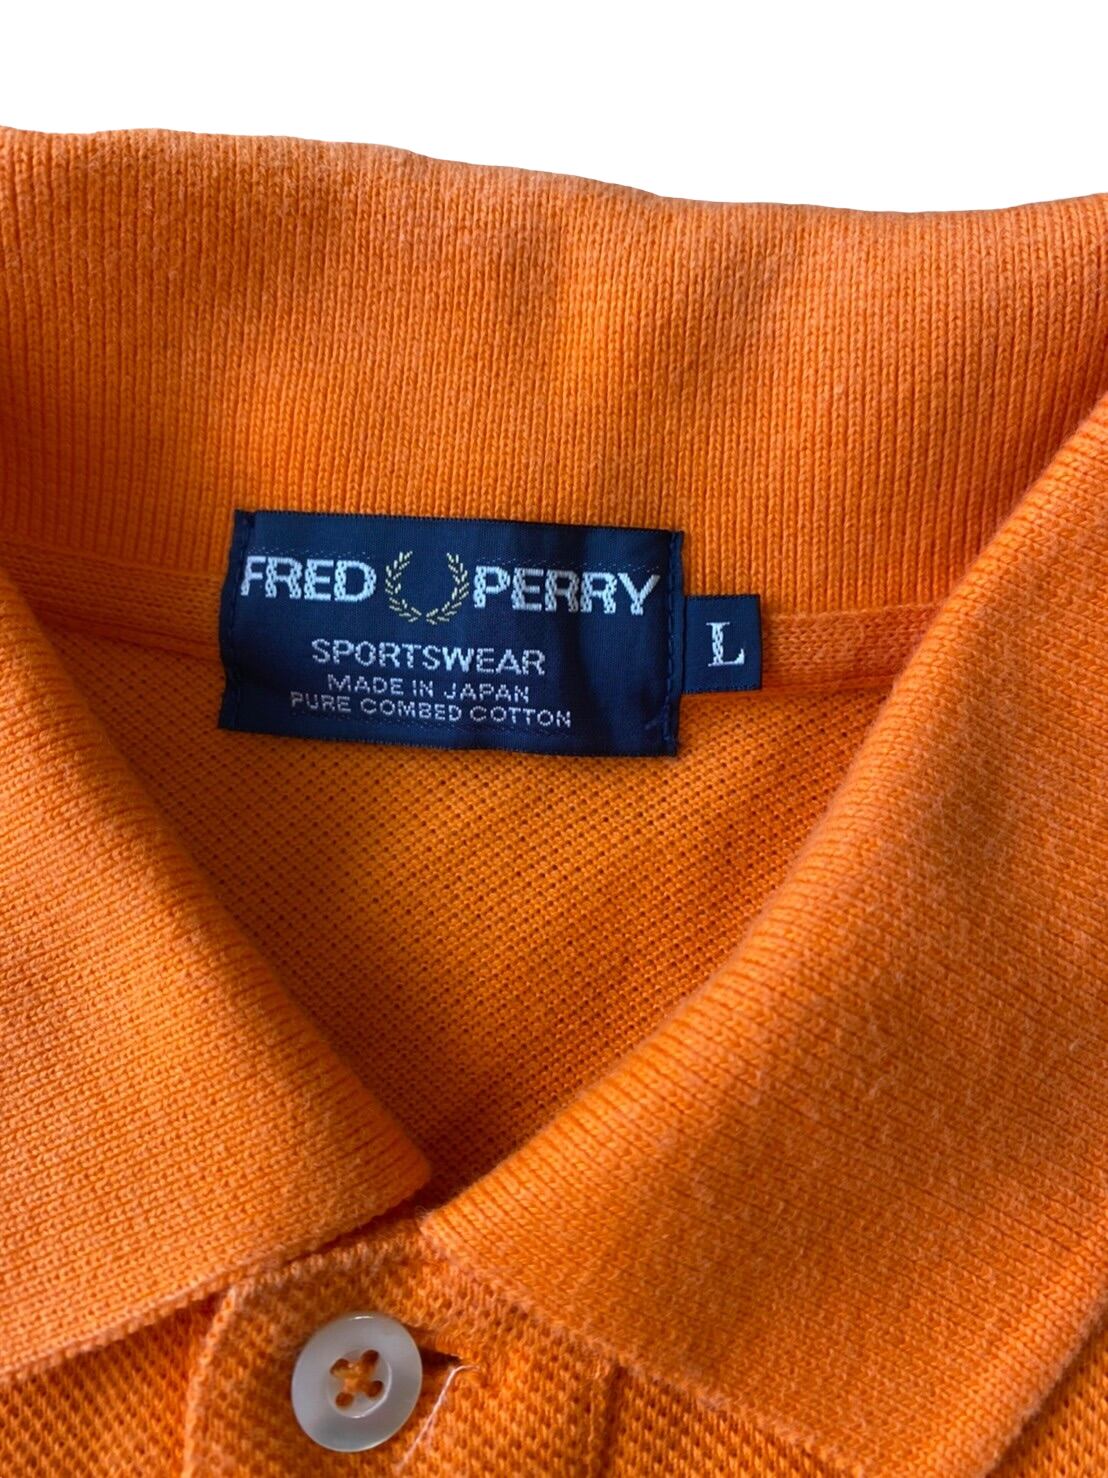 FRED PERRY
L
SPORTSWEAR
MADE IN JAPAN
PURE COMBED COTTON